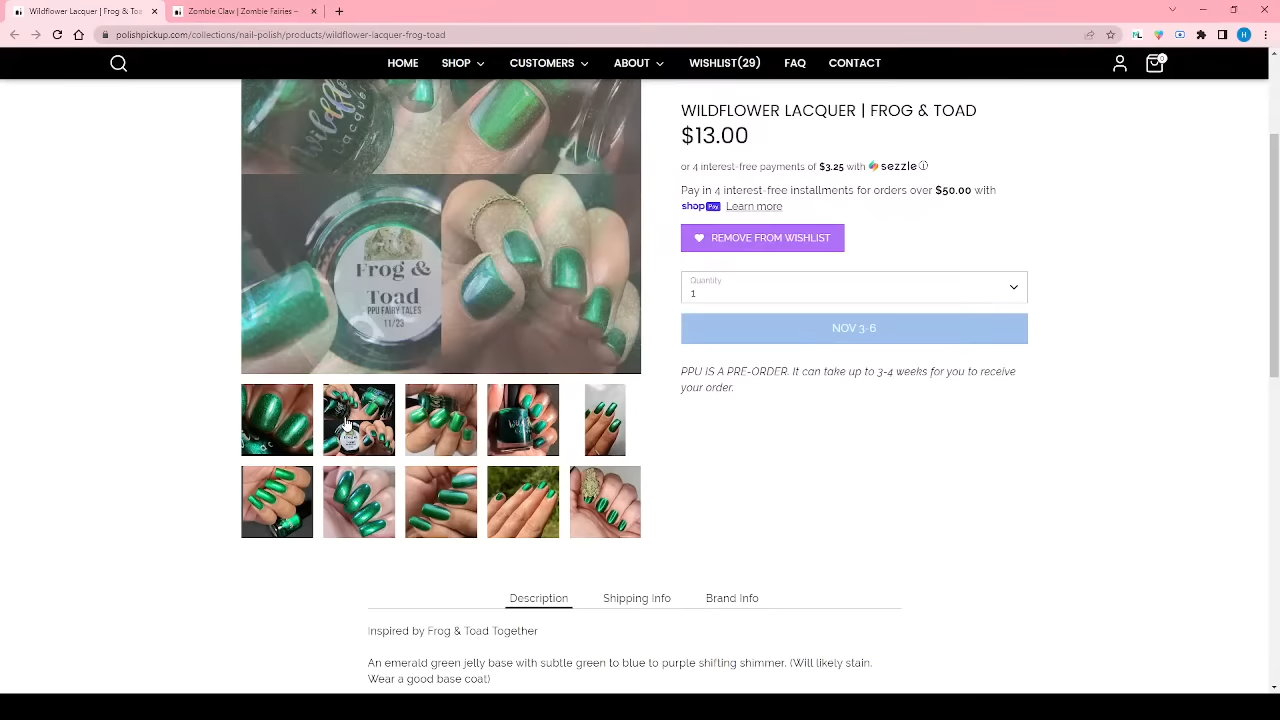 Wildflower Lacquer | Frog & Toa
Zombie Claw | Zombie Fairies –
polishpickup.com/collections/nail-polish/products/wildflower-lacquer-frog-toad
H
HOME SHOP CUSTOMERS ABOUT WISHLIST(29) FAQ CONTACT
0
WILDFLOWER LACQUER | FROG & TOAD
$13.00
or 4 interest-free payments of $3.25 with sezzle
Pay in 4 interest-free installments for orders over $50.00 with
shop Pay Learn more
REMOVE FROM WISHLIST
Quantity
1
NOV 3-6
PPU IS A PRE-ORDER. It can take up to 3-4 weeks for you to receive
your order.
Wildflower
Lacquer
Frog &
Toad
PPU FAIRY TALES
11/23
Description Shipping Info Brand Info
Inspired by Frog & Toad Together
An emerald green jelly base with subtle green to blue to purple shifting shimmer. (Will likely stain.
Wear a good base coat)